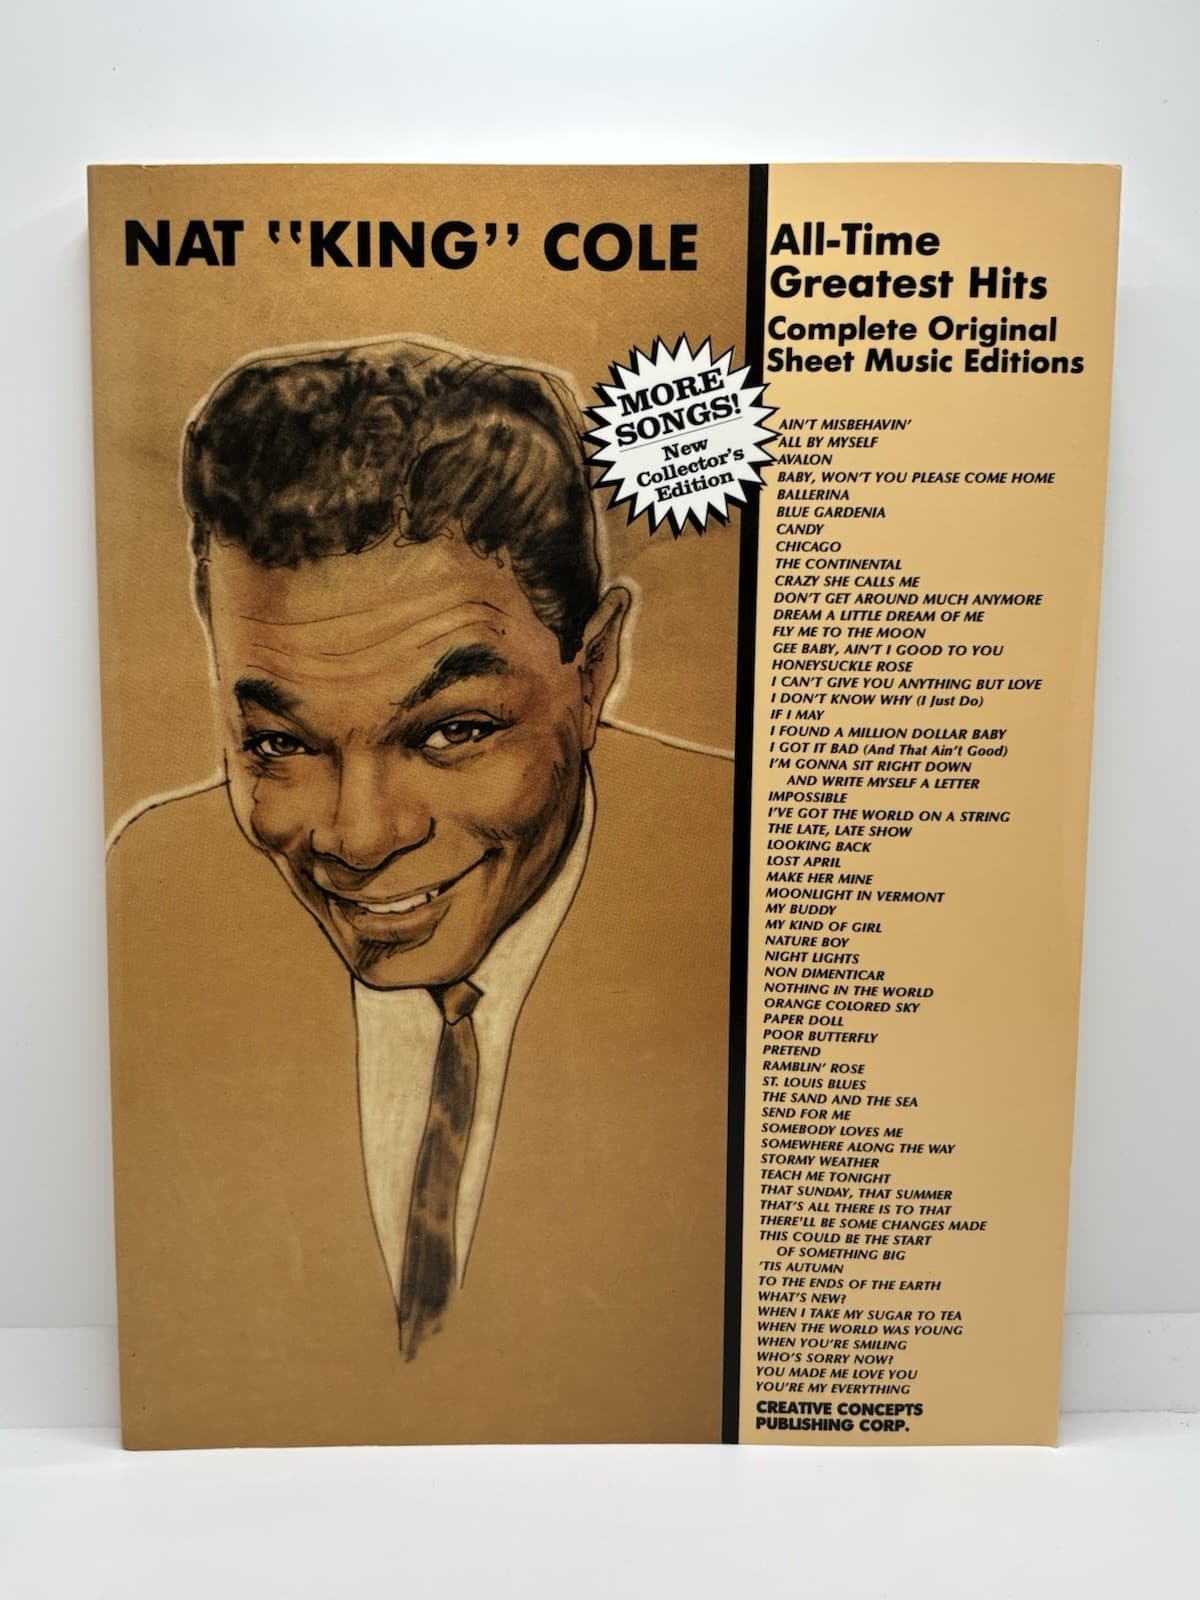 NAT "KING" COLE
All-Time
Greatest Hits
Complete Original
Sheet Music Editions
MORE
SONGS!
New
Collector's
Edition
AIN'T MISBEHAVIN'
ALL BY MYSELF
AVALON
BABY, WON'T YOU PLEASE COME HOME
BALLERINA
BLUE GARDENIA
CANDY
CHICAGO
THE CONTINENTAL
CRAZY SHE CALLS ME
DON'T GET AROUND MUCH ANYMORE
DREAM A LITTLE DREAM OF ME
FLY ME TO THE MOON
GEE BABY, AIN'T I GOOD TO YOU
HONEYSUCKLE ROSE
I CAN'T GIVE YOU ANYTHING BUT LOVE
I DON'T KNOW WHY (I Just Do)
IF I MAY
I FOUND A MILLION DOLLAR BABY
I GOT IT BAD (And That Ain't Good)
I'M GONNA SIT RIGHT DOWN
AND WRITE MYSELF A LETTER
IMPOSSIBLE
I'VE GOT THE WORLD ON A STRING
THE LATE, LATE SHOW
LOOKING BACK
LOST APRIL
MAKE HER MINE
MOONLIGHT IN VERMONT
MY BUDDY
MY KIND OF GIRL
NATURE BOY
NIGHT LIGHTS
NON DIMENTICAR
NOTHING IN THE WORLD
ORANGE COLORED SKY
PAPER DOLL
POOR BUTTERFLY
PRETEND
RAMBLIN' ROSE
ST. LOUIS BLUES
THE SAND AND THE SEA
SEND FOR ME
SOMEBODY LOVES ME
SOMEWHERE ALONG THE WAY
STORMY WEATHER
TEACH ME TONIGHT
THAT SUNDAY, THAT SUMMER
THAT'S ALL THERE IS TO THAT
THERE'LL BE SOME CHANGES MADE
THIS COULD BE THE START
OF SOMETHING BIG
'TIS AUTUMN
TO THE ENDS OF THE EARTH
WHAT'S NEW?
WHEN I TAKE MY SUGAR TO TEA
WHEN THE WORLD WAS YOUNG
WHEN YOU'RE SMILING
WHO'S SORRY NOW?
YOU MADE ME LOVE YOU
YOU'RE MY EVERYTHING
CREATIVE CONCEPTS
PUBLISHING CORP.